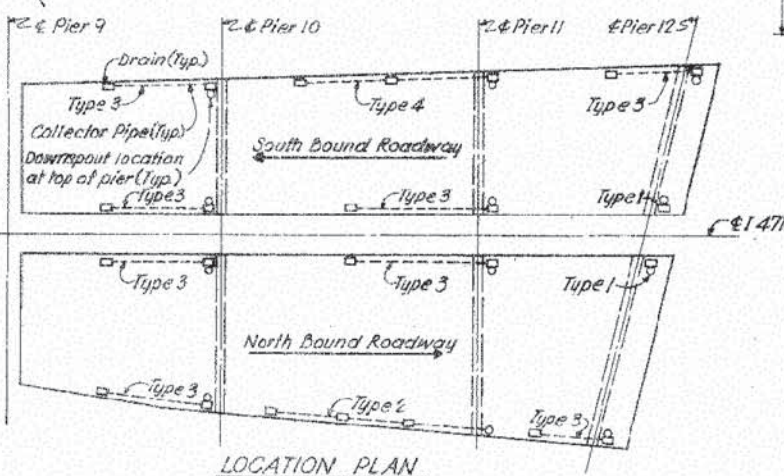 ℄ Pier 9
℄ Pier 10
℄ Pier 11
℄ Pier 12S
Drain (Typ.)
Type 3
Type 4
Type 3
Collector Pipe (Typ.)
Downspout location
at top of pier (Typ.)
South Bound Roadway
Type 3
Type 3
Type 1
℄ I 471
Type 3
Type 3
Type 1
North Bound Roadway
Type 3
Type 2
Type 3
LOCATION PLAN